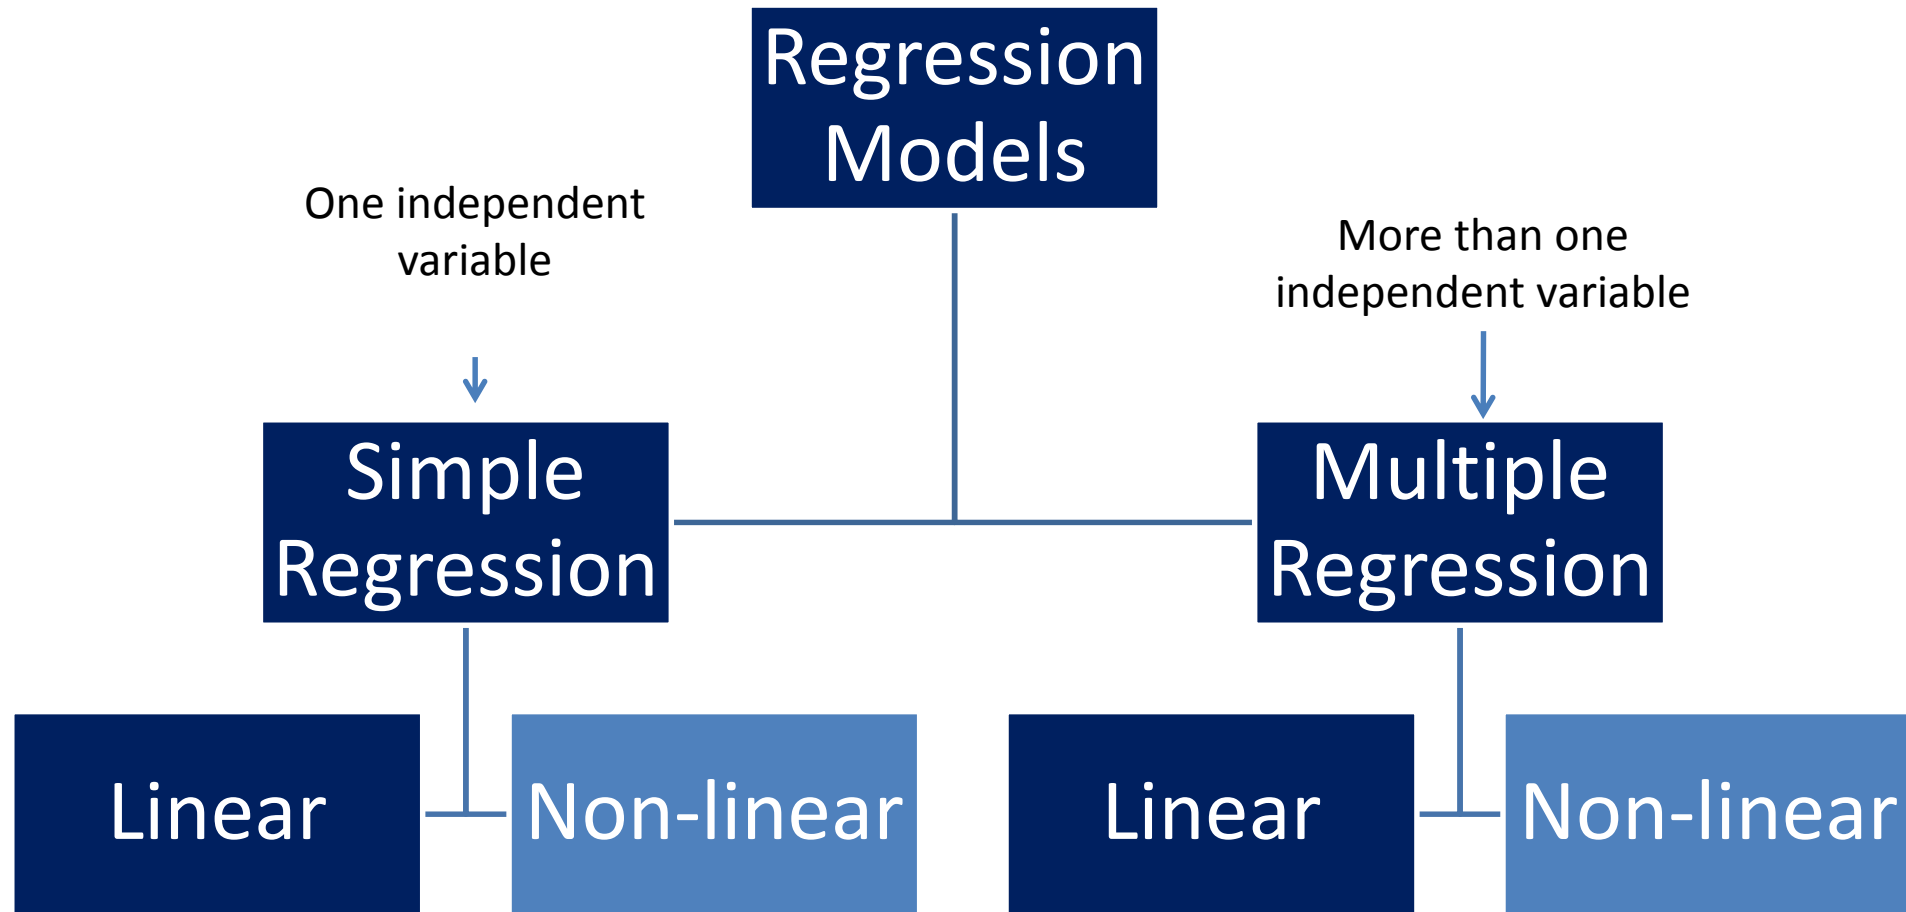 Regression
Models
One independent
variable
More than one
independent variable
Simple
Regression
Multiple
Regression
Linear
Non-linear
Linear
Non-linear